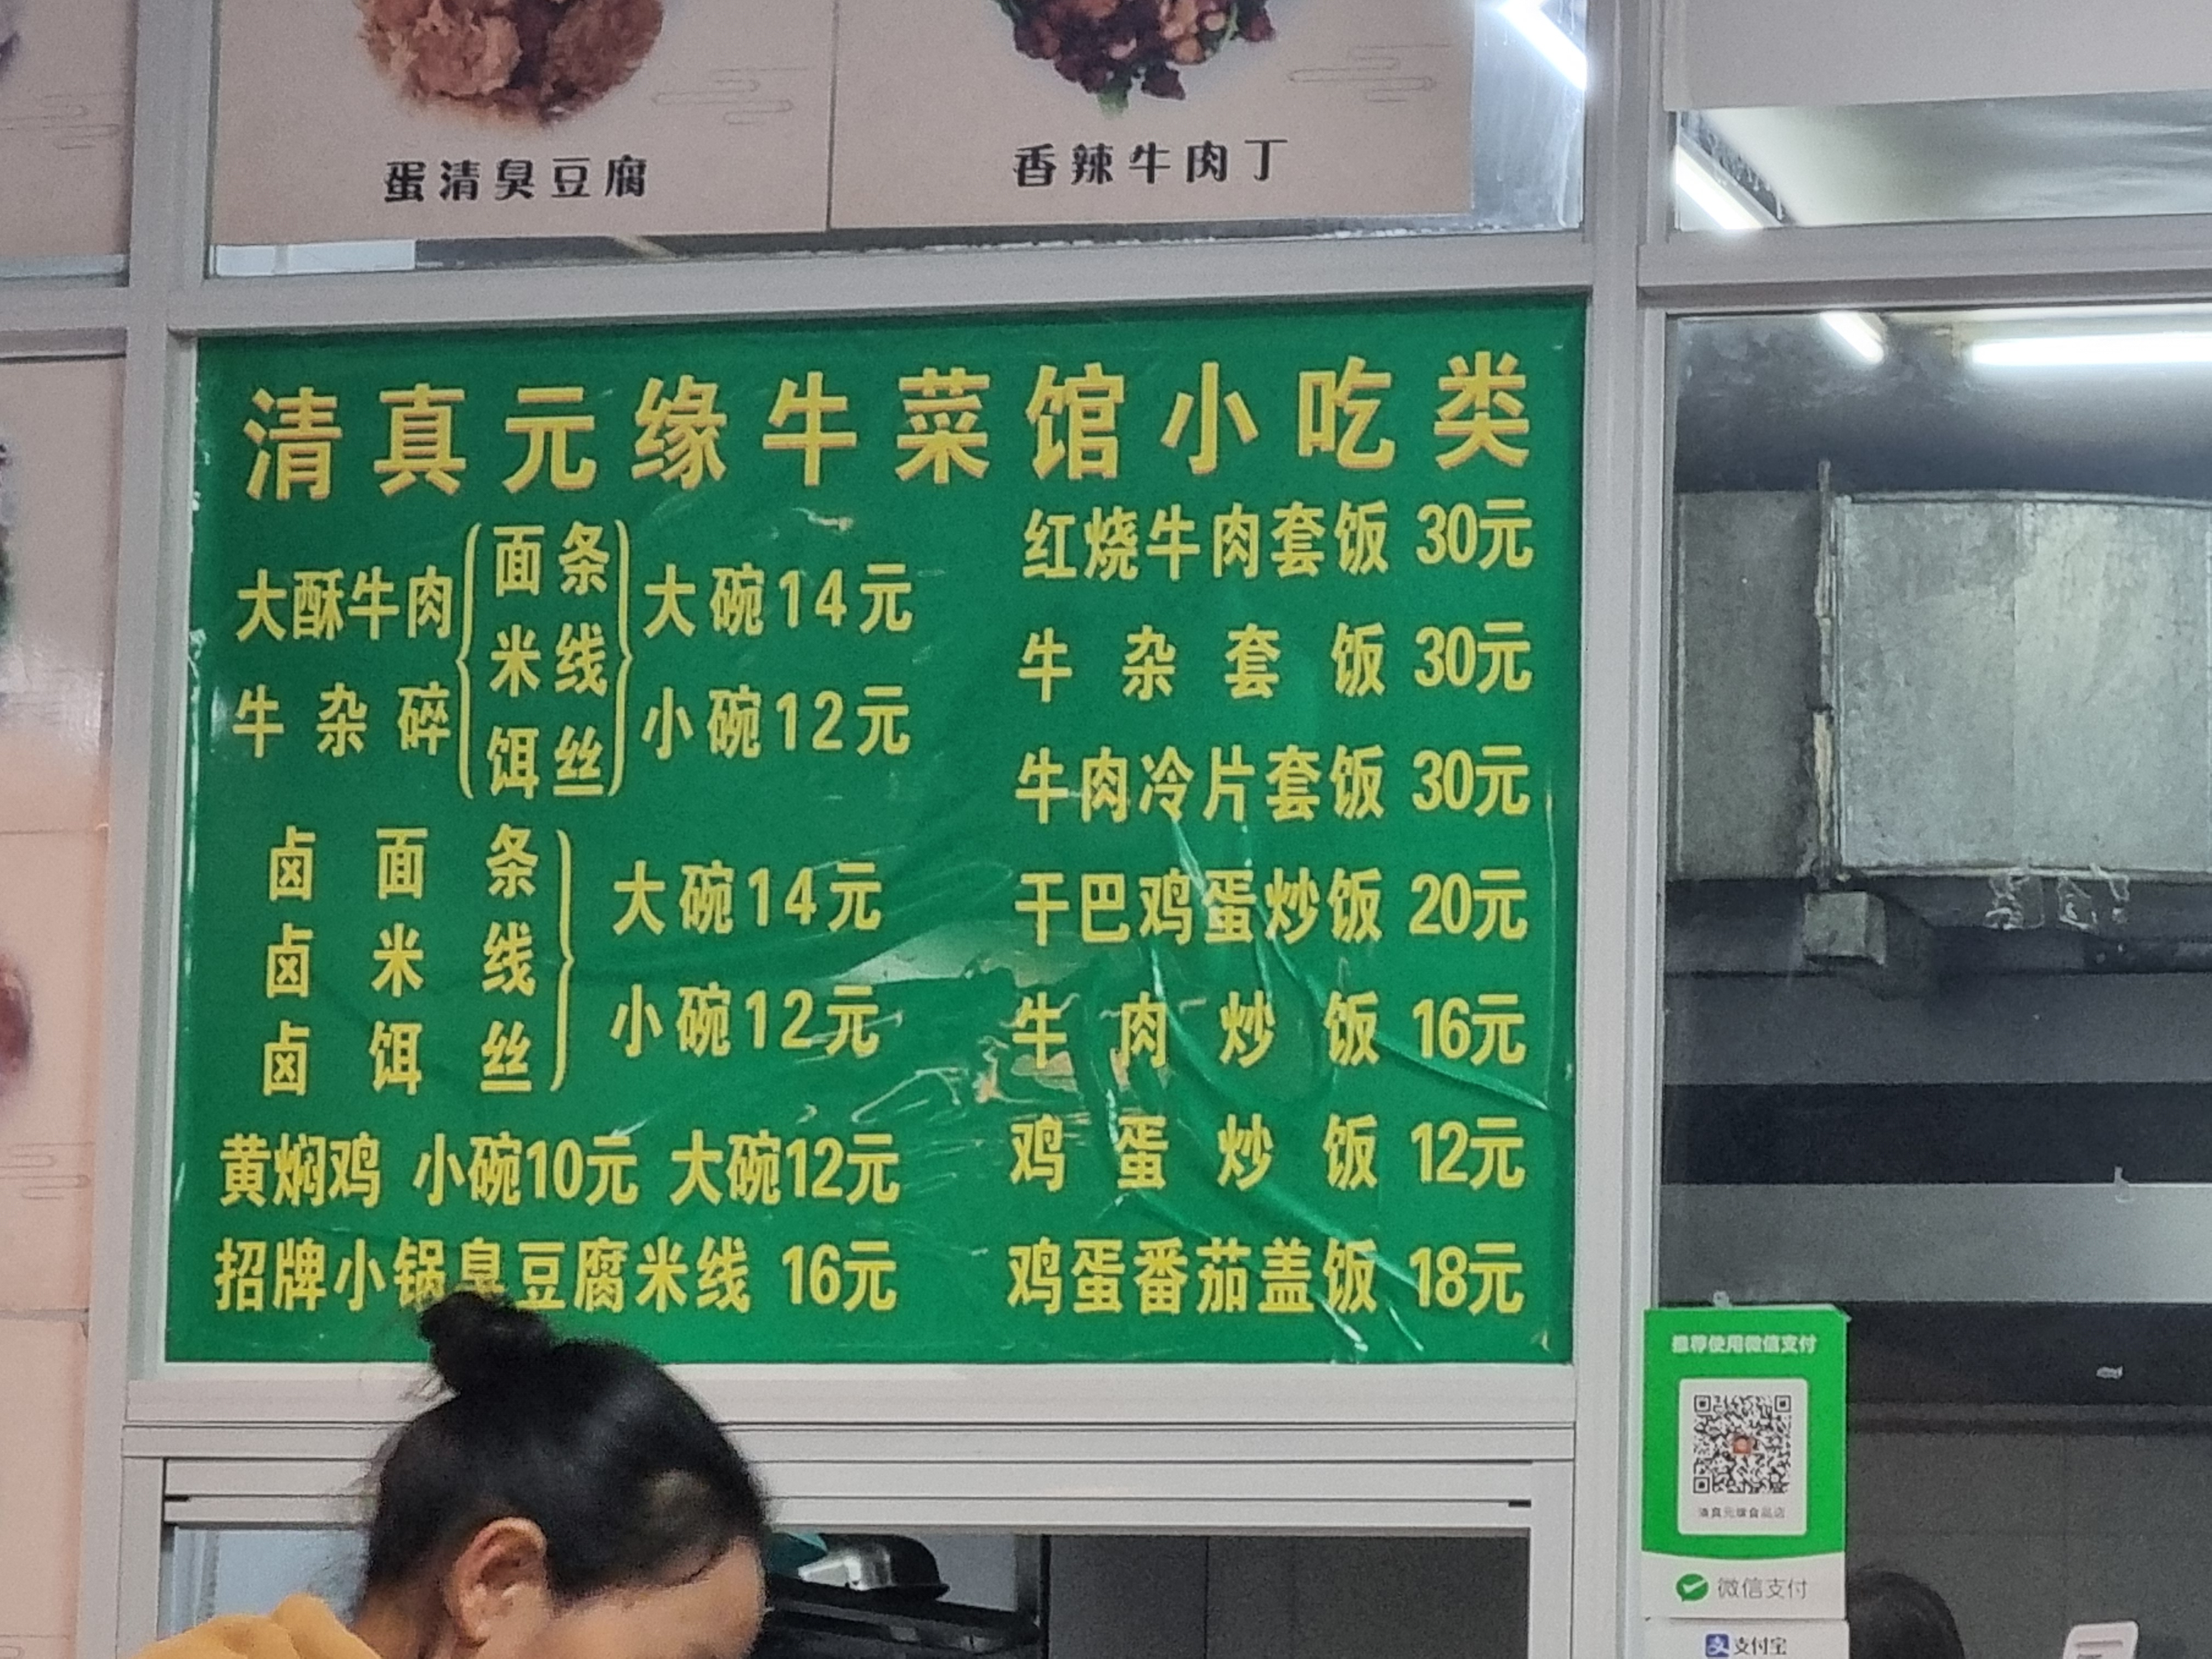 蛋清臭豆腐
香辣牛肉丁
清真元缘牛菜馆小吃类
大酥牛肉
牛杂碎
面条
米线
饵丝
大碗14元
小碗12元
卤面条
卤米线
卤饵丝
大碗14元
小碗12元
黄焖鸡 小碗10元 大碗12元
招牌小锅臭豆腐米线 16元
红烧牛肉套饭 30元
牛杂套饭 30元
牛肉冷片套饭 30元
干巴鸡蛋炒饭 20元
牛肉炒饭 16元
鸡蛋炒饭 12元
鸡蛋番茄盖饭 18元
推荐使用微信支付
清真元缘食品店
微信支付
支付宝